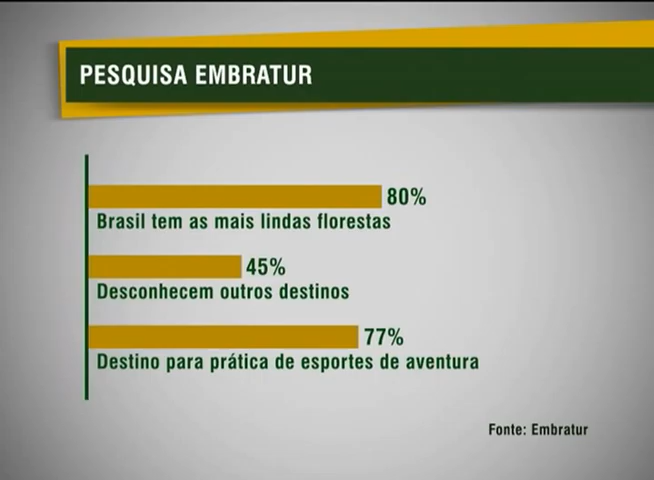 PESQUISA EMBRATUR
80%
Brasil tem as mais lindas florestas
45%
Desconhecem outros destinos
77%
Destino para prática de esportes de aventura
Fonte: Embratur